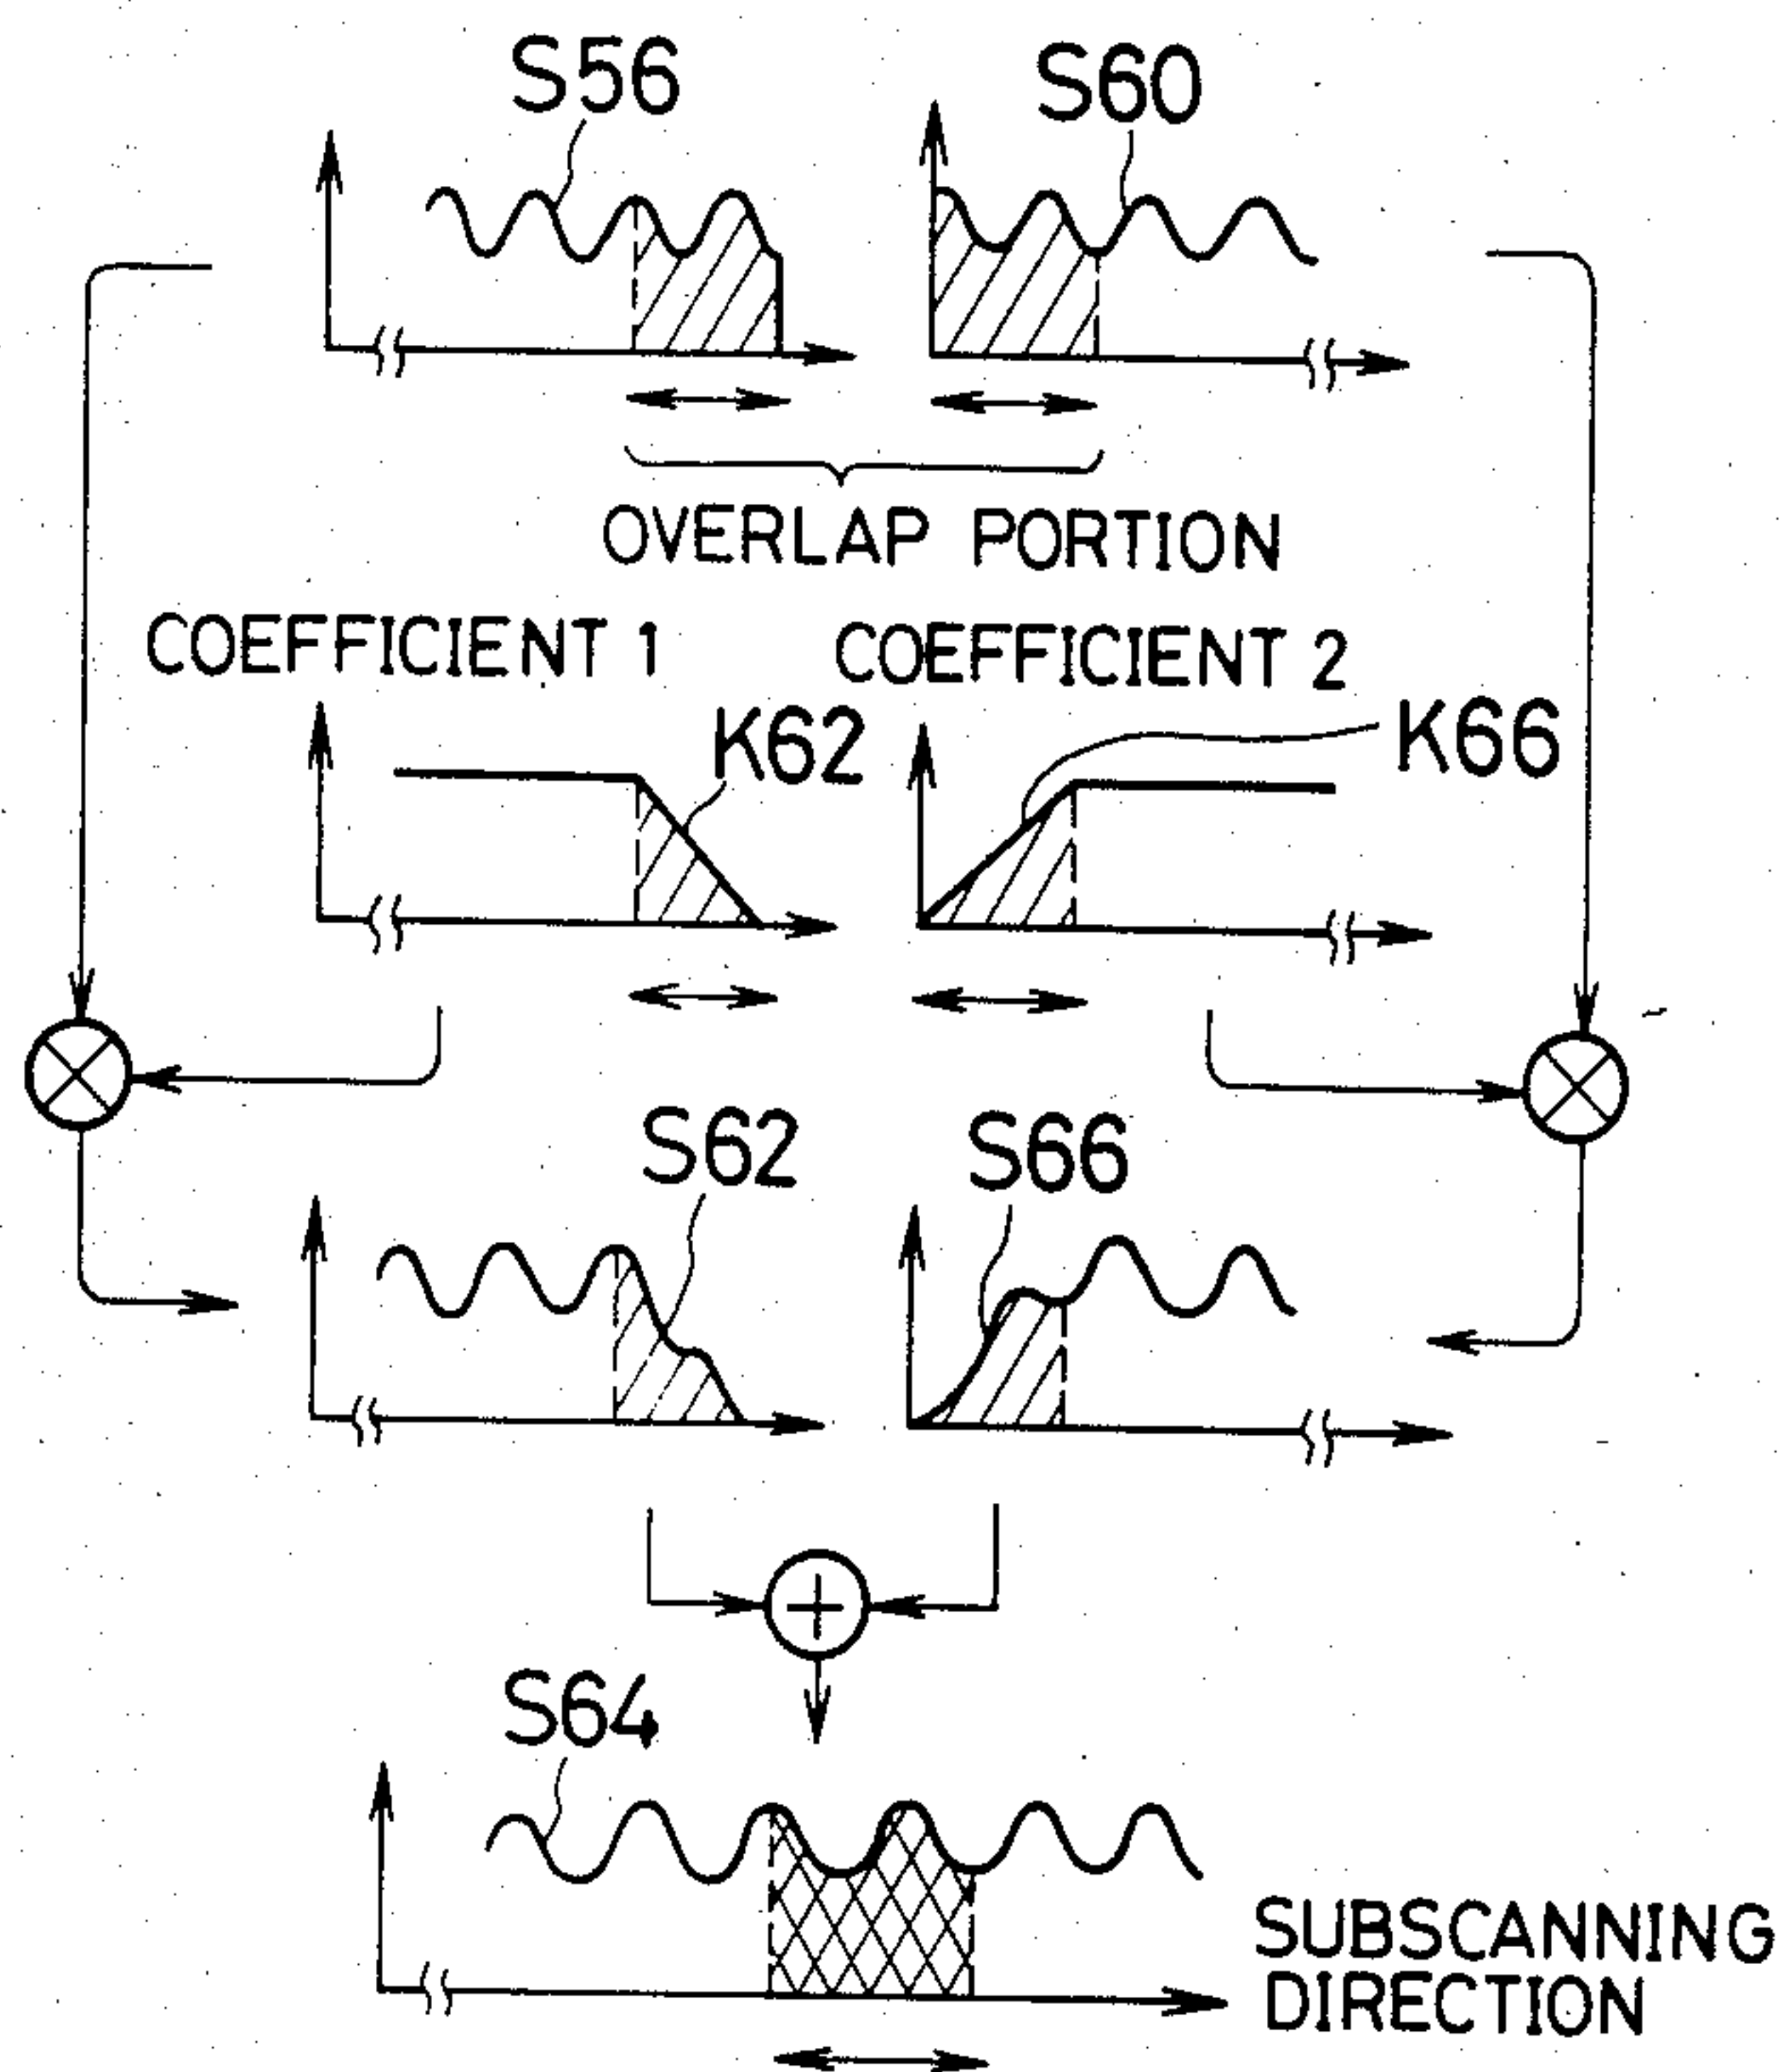 S56
S60
OVERLAP PORTION
COEFFICIENT 1
COEFFICIENT 2
K62
K66
S62
S66
S64
SUBSCANNING
DIRECTION